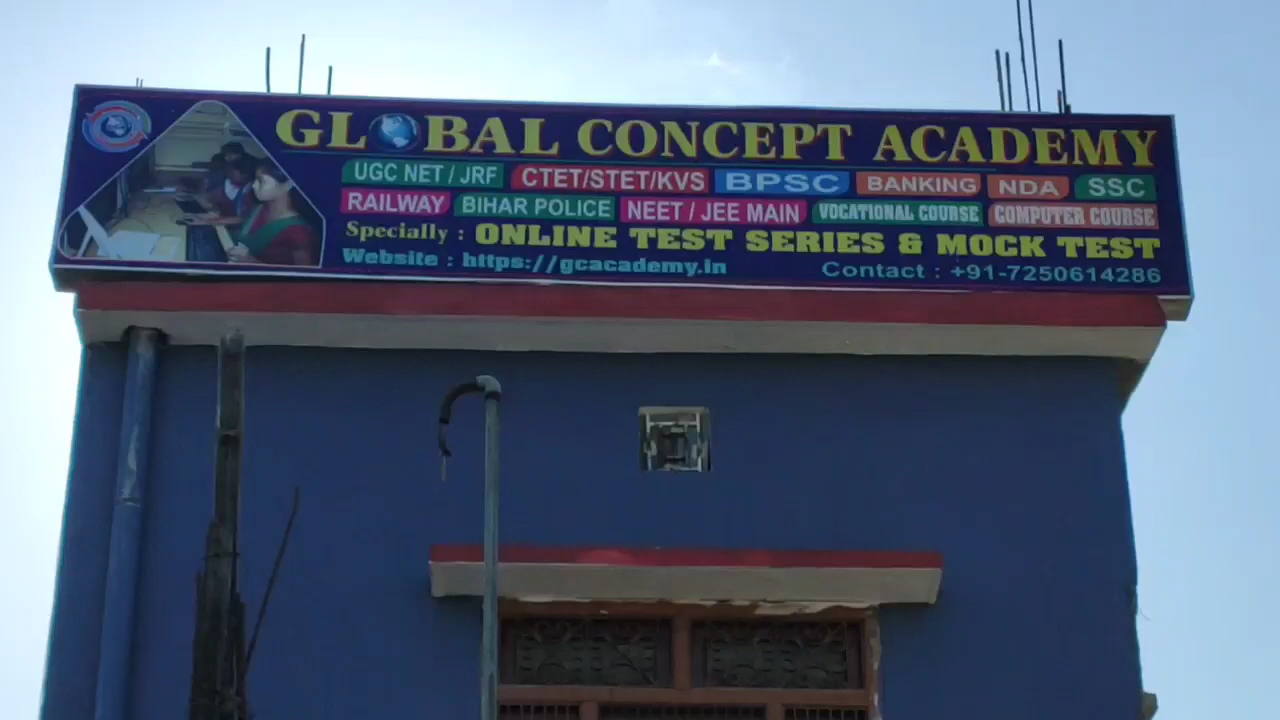 GLOBAL CONCEPT ACADEMY
UGC NET / JRF CTET/STET/KVS BPSC BANKING NDA SSC
RAILWAY BIHAR POLICE NEET / JEE MAIN VOCATIONAL COURSE COMPUTER COURSE
Specially : ONLINE TEST SERIES & MOCK TEST
Website : https://gcacademy.in Contact : +91-7250614286